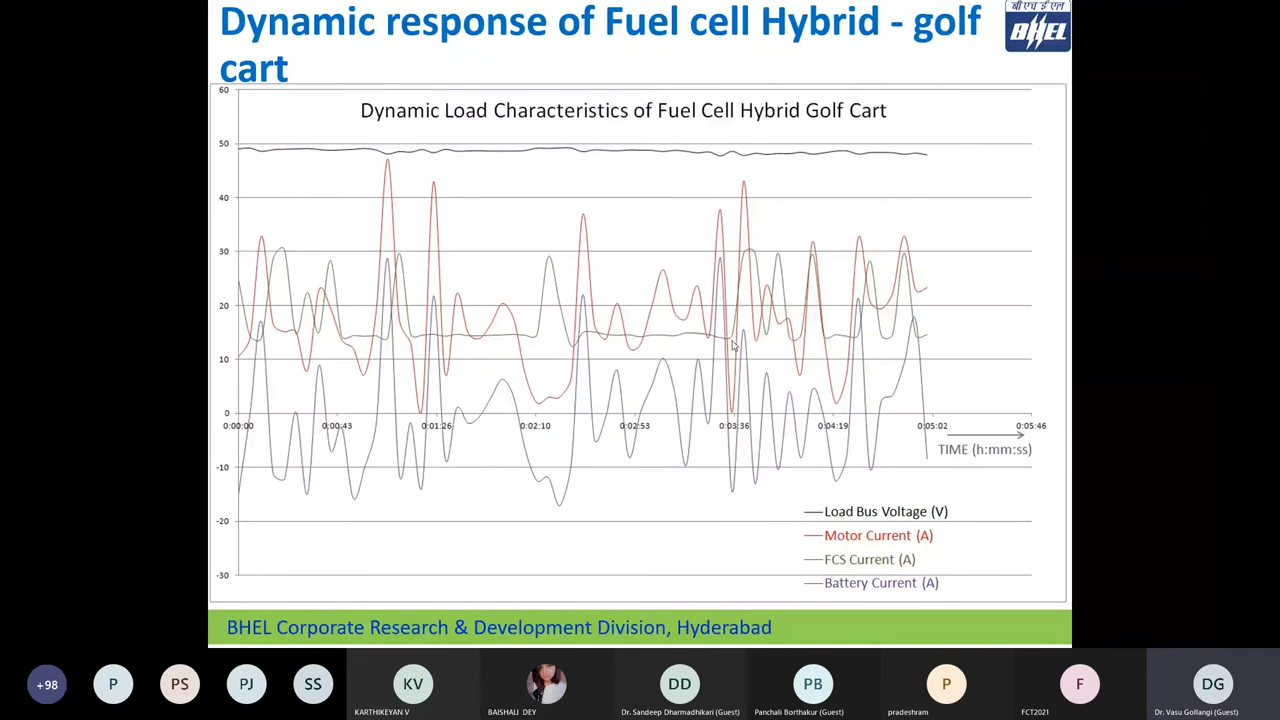 Dynamic response of Fuel cell Hybrid - golf
cart
बी एच ई एल
BHEL
Dynamic Load Characteristics of Fuel Cell Hybrid Golf Cart
60
50
40
30
20
10
0
-10
-20
-30
0:00:00 0:00:43 0:01:26 0:02:10 0:02:53 0:03:36 0:04:19 0:05:02 0:05:46
TIME (h:mm:ss)
Load Bus Voltage (V)
Motor Current (A)
FCS Current (A)
Battery Current (A)
BHEL Corporate Research & Development Division, Hyderabad
+98 P PS PJ SS KV DD PB P F DG
KARTHIKEYAN V BAISHALI DEY Dr. Sandeep Dharmadhikari (Guest) Panchali Borthakur (Guest) pradeshram FCT2021 Dr. Vasu Gollangi (Guest)